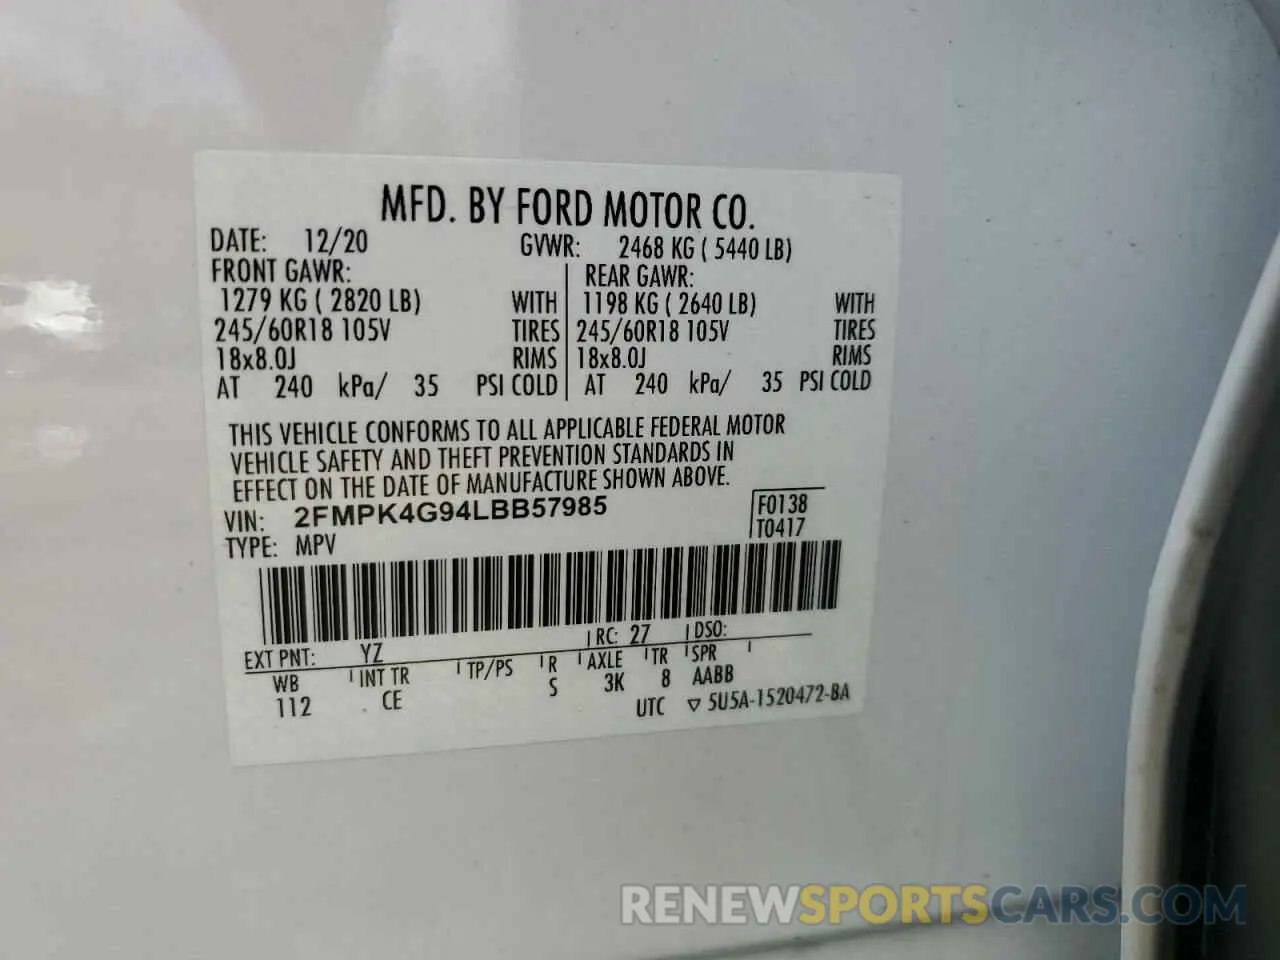 MFD. BY FORD MOTOR CO.
DATE: 12/20 GVWR: 2468 KG ( 5440 LB)
FRONT GAWR: REAR GAWR:
1279 KG ( 2820 LB) WITH 1198 KG ( 2640 LB) WITH
245/60R18 105V TIRES 245/60R18 105V TIRES
18x8.0J RIMS 18x8.0J RIMS
AT 240 kPa/ 35 PSI COLD AT 240 kPa/ 35 PSI COLD
THIS VEHICLE CONFORMS TO ALL APPLICABLE FEDERAL MOTOR
VEHICLE SAFETY AND THEFT PREVENTION STANDARDS IN
EFFECT ON THE DATE OF MANUFACTURE SHOWN ABOVE.
VIN: 2FMPK4G94LBB57985 F0138
TYPE: MPV T0417
EXT PNT: YZ RC: 27 DSO:
WB INT TR TP/PS R AXLE TR SPR
112 CE S 3K 8 AABB
UTC ▽ 5U5A-1520472-BA
RENEWSPORTSCARS.COM